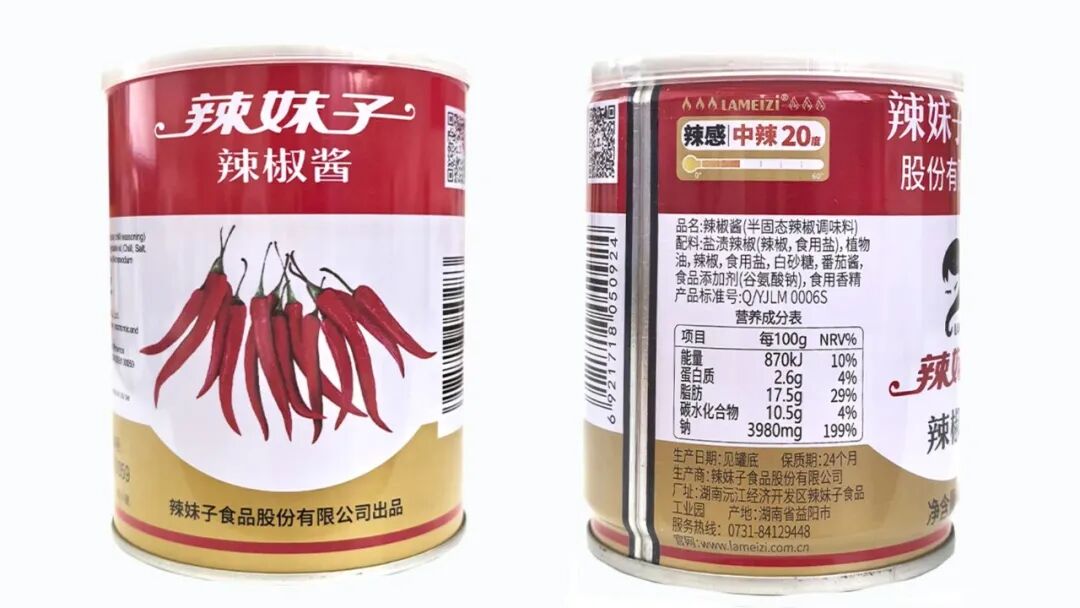 辣妹子
辣椒酱
辣妹子食品股份有限公司出品
LAMEIZI®
辣感 中辣20度
0° 60°
辣妹子
股份有
品名:辣椒酱(半固态辣椒调味料)
配料:盐渍辣椒(辣椒,食用盐),植物
油,辣椒,食用盐,白砂糖,番茄酱,
食品添加剂(谷氨酸钠),食用香精
产品标准号:Q/YJLM 0006S
营养成分表
项目 每100g NRV%
能量 870kJ 10%
蛋白质 2.6g 4%
脂肪 17.5g 29%
碳水化合物 10.5g 4%
钠 3980mg 199%
生产日期:见罐底 保质期:24个月
生产商:辣妹子食品股份有限公司
厂址:湖南沅江经济开发区辣妹子食品
工业园 产地:湖南省益阳市
服务热线:0731-84129448
官网:www.lameizi.com.cn
6921718050924
辣妹
辣椒
净含